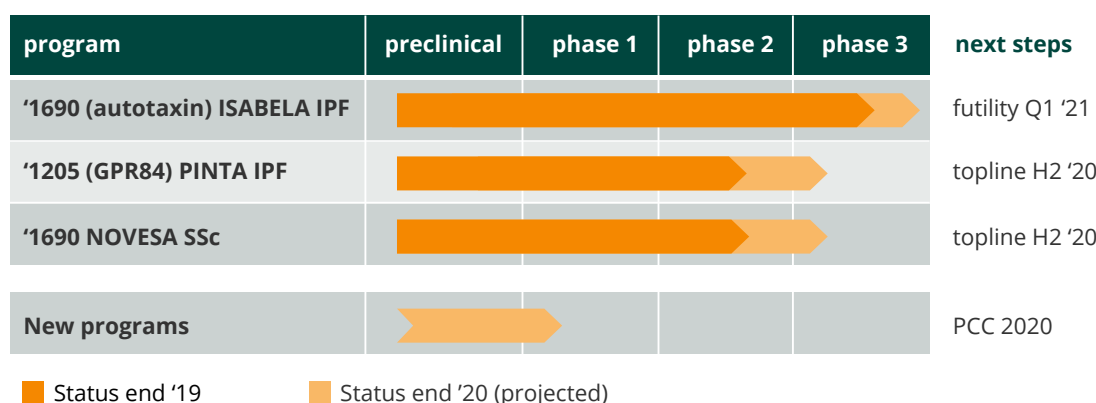 program preclinical phase 1 phase 2 phase 3 next steps
‘1690 (autotaxin) ISABELA IPF futility Q1 ‘21
‘1205 (GPR84) PINTA IPF topline H2 ‘20
‘1690 NOVESA SSc topline H2 ‘20
New programs PCC 2020
Status end ‘19 Status end ’20 (projected)